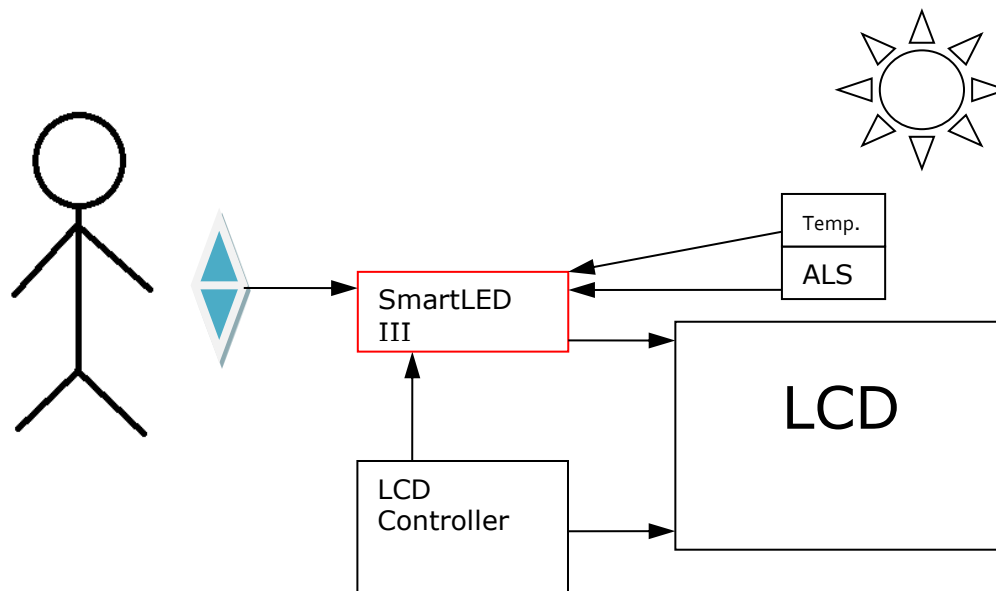 Temp.
ALS
SmartLED
III
LCD
LCD
Controller